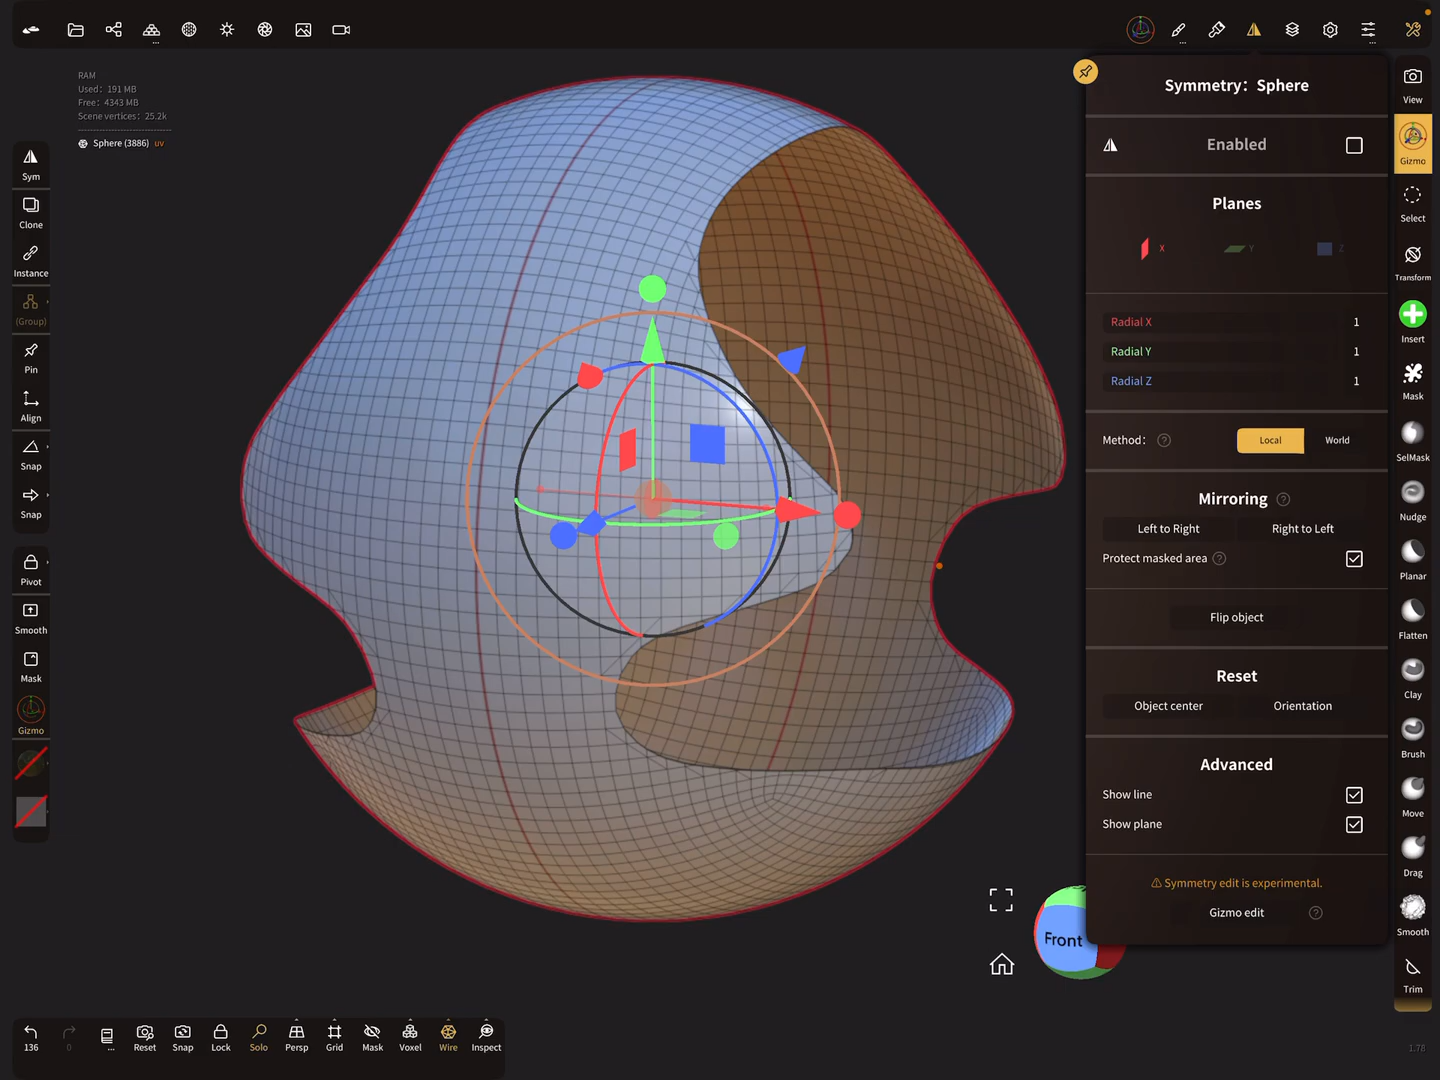 RAM
Used: 191 MB
Free: 4343 MB
Scene vertices: 25.2k
Sphere (3886) uv
Sym
Clone
Instance
(Group)
Pin
Align
Snap
Snap
Pivot
Smooth
Mask
Gizmo
Symmetry: Sphere
Enabled
Planes
X
Y
Z
Radial X 1
Radial Y 1
Radial Z 1
Method: ? Local World
Mirroring ?
Left to Right Right to Left
Protect masked area ?
Flip object
Reset
Object center Orientation
Advanced
Show line
Show plane
⚠ Symmetry edit is experimental.
Gizmo edit ?
Front
View
Gizmo
Select
Transform
Insert
Mask
SelMask
Nudge
Planar
Flatten
Clay
Brush
Move
Drag
Smooth
Trim
136
0
...
Reset
Snap
Lock
Solo
Persp
Grid
Mask
Voxel
Wire
Inspect
1.78